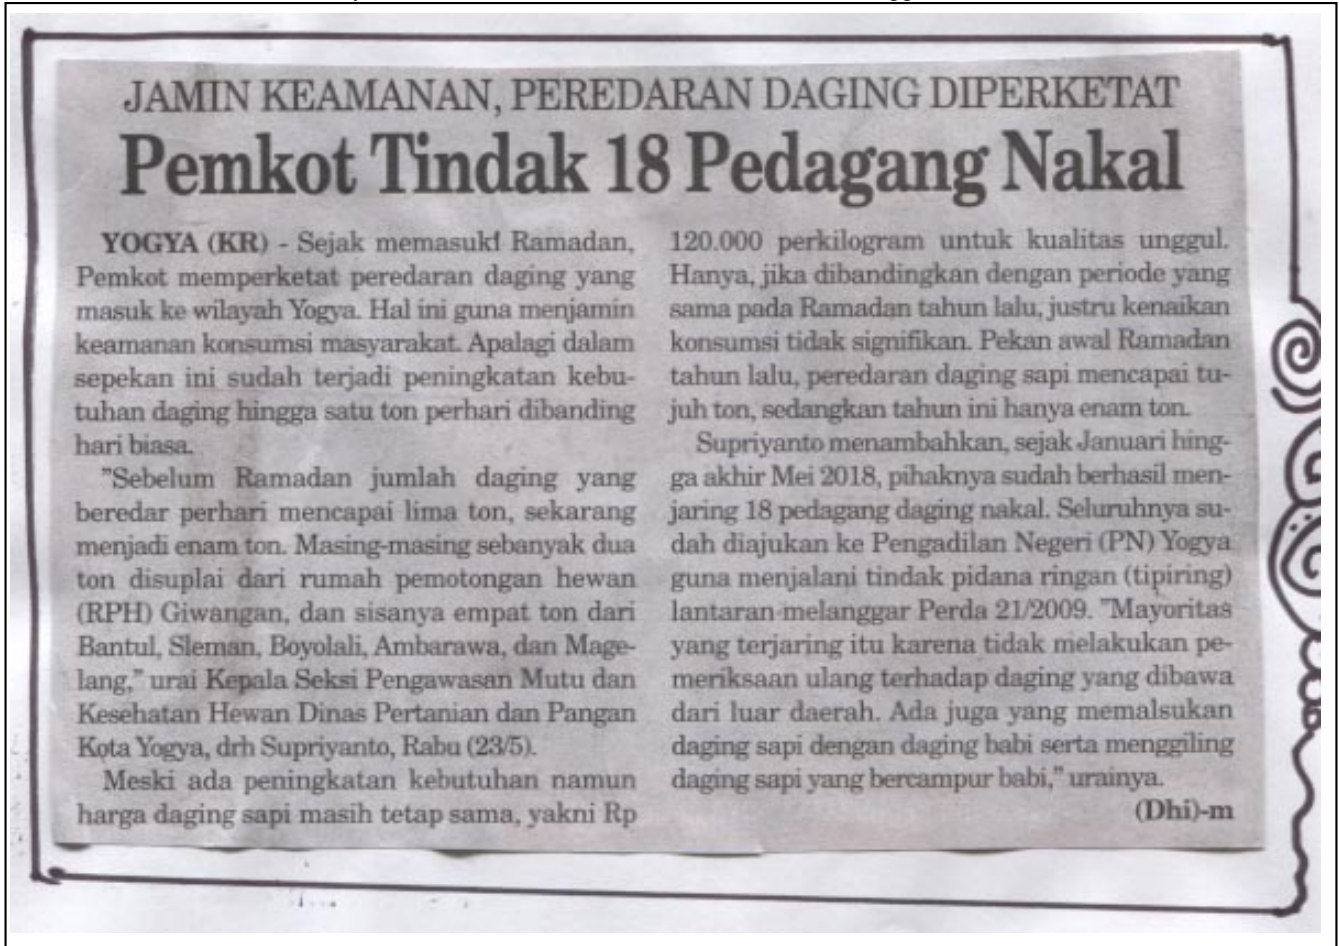 JAMIN KEAMANAN, PEREDARAN DAGING DIPERKETAT
Pemkot Tindak 18 Pedagang Nakal
YOGYA (KR) - Sejak memasuki Ramadan,
Pemkot memperketat peredaran daging yang
masuk ke wilayah Yogya. Hal ini guna menjamin
keamanan konsumsi masyarakat. Apalagi dalam
sepekan ini sudah terjadi peningkatan kebu-
tuhan daging hingga satu ton perhari dibanding
hari biasa.
"Sebelum Ramadan jumlah daging yang
beredar perhari mencapai lima ton, sekarang
menjadi enam ton. Masing-masing sebanyak dua
ton disuplai dari rumah pemotongan hewan
(RPH) Giwangan, dan sisanya empat ton dari
Bantul, Sleman, Boyolali, Ambarawa, dan Mage-
lang," urai Kepala Seksi Pengawasan Mutu dan
Kesehatan Hewan Dinas Pertanian dan Pangan
Kota Yogya, drh Supriyanto, Rabu (23/5).
Meski ada peningkatan kebutuhan namun
harga daging sapi masih tetap sama, yakni Rp
120.000 perkilogram untuk kualitas unggul.
Hanya, jika dibandingkan dengan periode yang
sama pada Ramadan tahun lalu, justru kenaikan
konsumsi tidak signifikan. Pekan awal Ramadan
tahun lalu, peredaran daging sapi mencapai tu-
juh ton, sedangkan tahun ini hanya enam ton.
Supriyanto menambahkan, sejak Januari hing-
ga akhir Mei 2018, pihaknya sudah berhasil men-
jaring 18 pedagang daging nakal. Seluruhnya su-
dah diajukan ke Pengadilan Negeri (PN) Yogya
guna menjalani tindak pidana ringan (tipiring)
lantaran melanggar Perda 21/2009. "Mayoritas
yang terjaring itu karena tidak melakukan pe-
meriksaan ulang terhadap daging yang dibawa
dari luar daerah. Ada juga yang memalsukan
daging sapi dengan daging babi serta menggiling
daging sapi yang bercampur babi," urainya.
(Dhi)-m